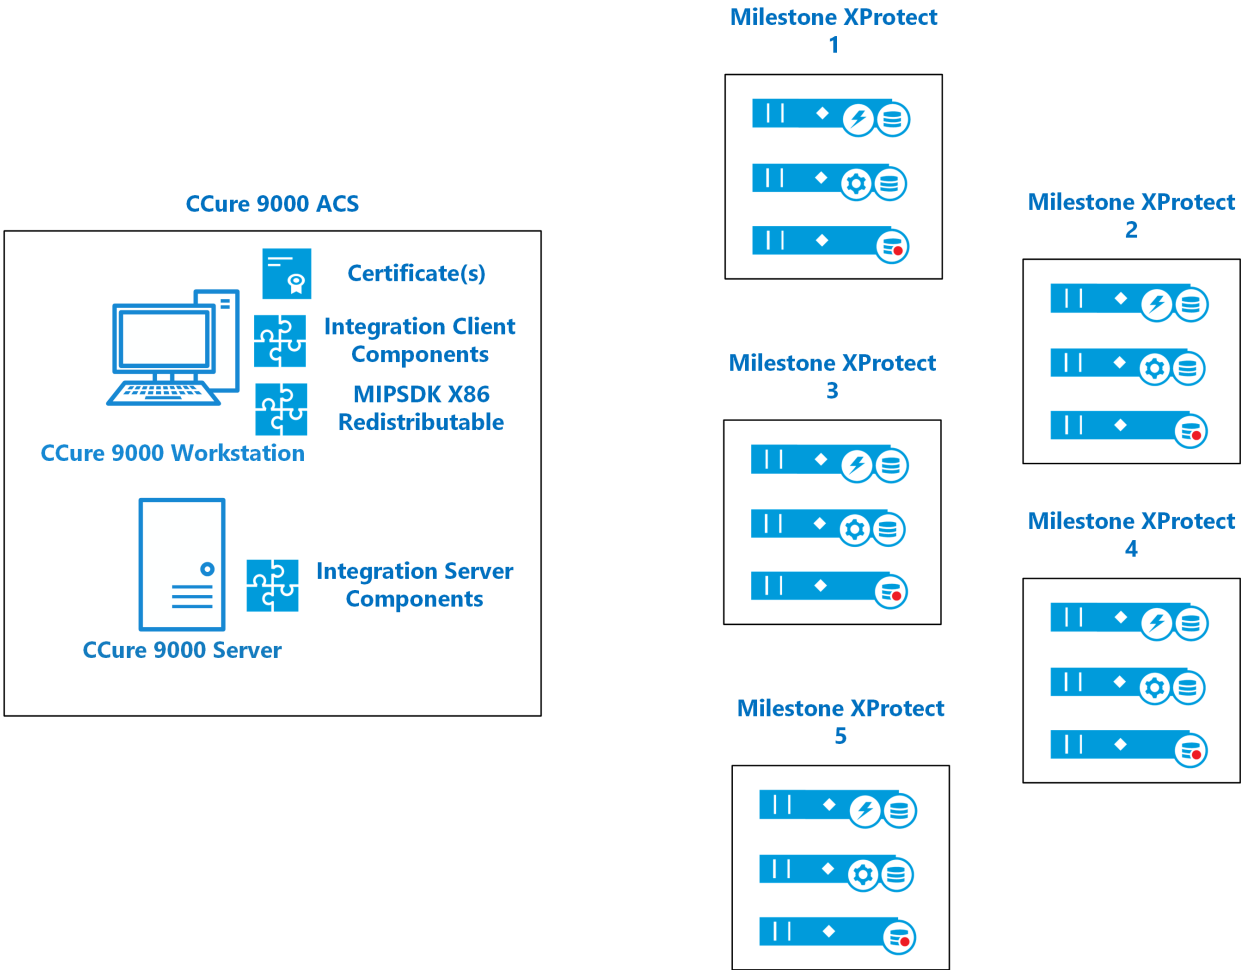 CCure 9000 ACS
Certificate(s)
Integration Client
Components
MIPSDK X86
Redistributable
CCure 9000 Workstation
Integration Server
Components
CCure 9000 Server
Milestone XProtect
1
Milestone XProtect
2
Milestone XProtect
3
Milestone XProtect
4
Milestone XProtect
5